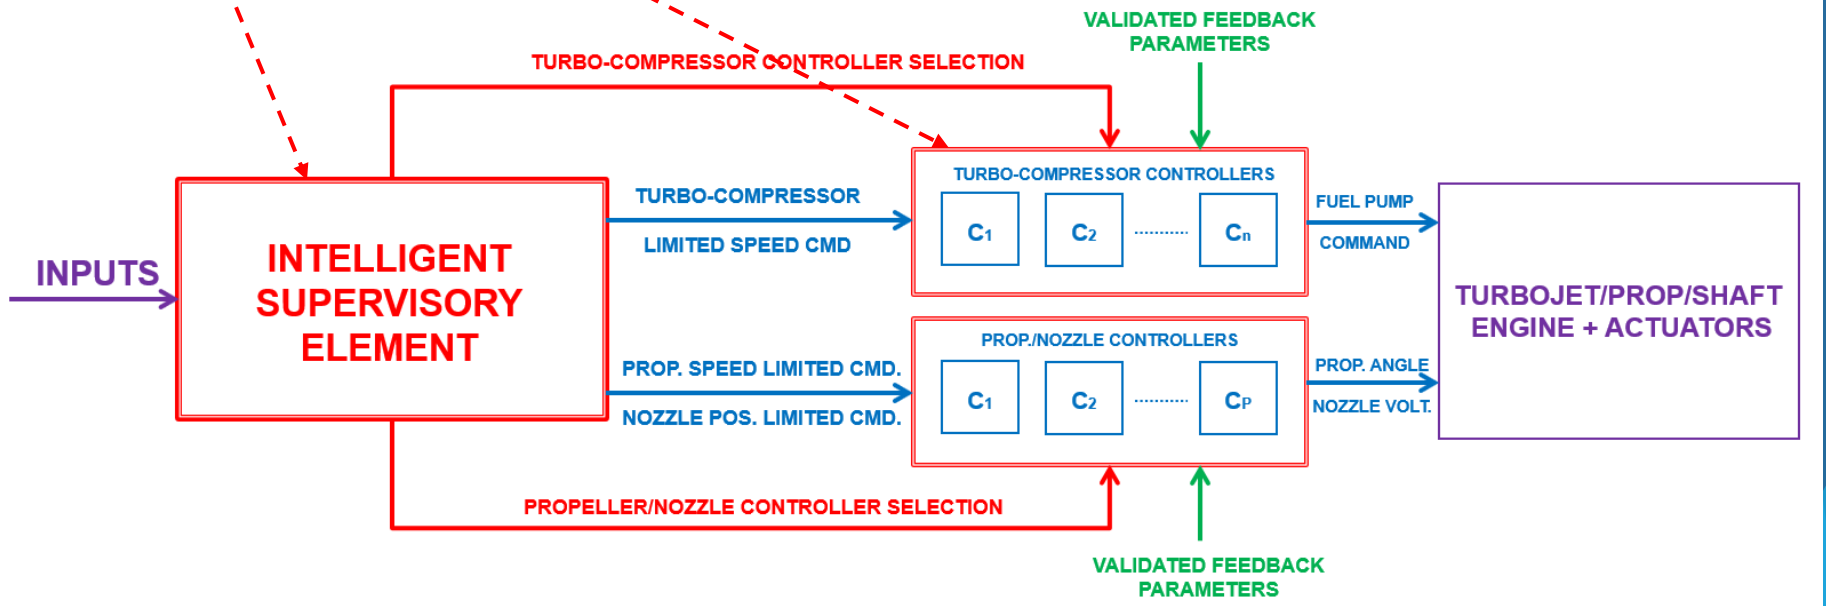 VALIDATED FEEDBACK
PARAMETERS
TURBO-COMPRESSOR CONTROLLER SELECTION
INPUTS
INTELLIGENT
SUPERVISORY
ELEMENT
TURBO-COMPRESSOR
LIMITED SPEED CMD
PROP. SPEED LIMITED CMD.
NOZZLE POS. LIMITED CMD.
TURBO-COMPRESSOR CONTROLLERS
C1
C2
Cn
PROP./NOZZLE CONTROLLERS
C1
C2
CP
FUEL PUMP
COMMAND
PROP. ANGLE
NOZZLE VOLT.
TURBOJET/PROP/SHAFT
ENGINE + ACTUATORS
PROPELLER/NOZZLE CONTROLLER SELECTION
VALIDATED FEEDBACK
PARAMETERS